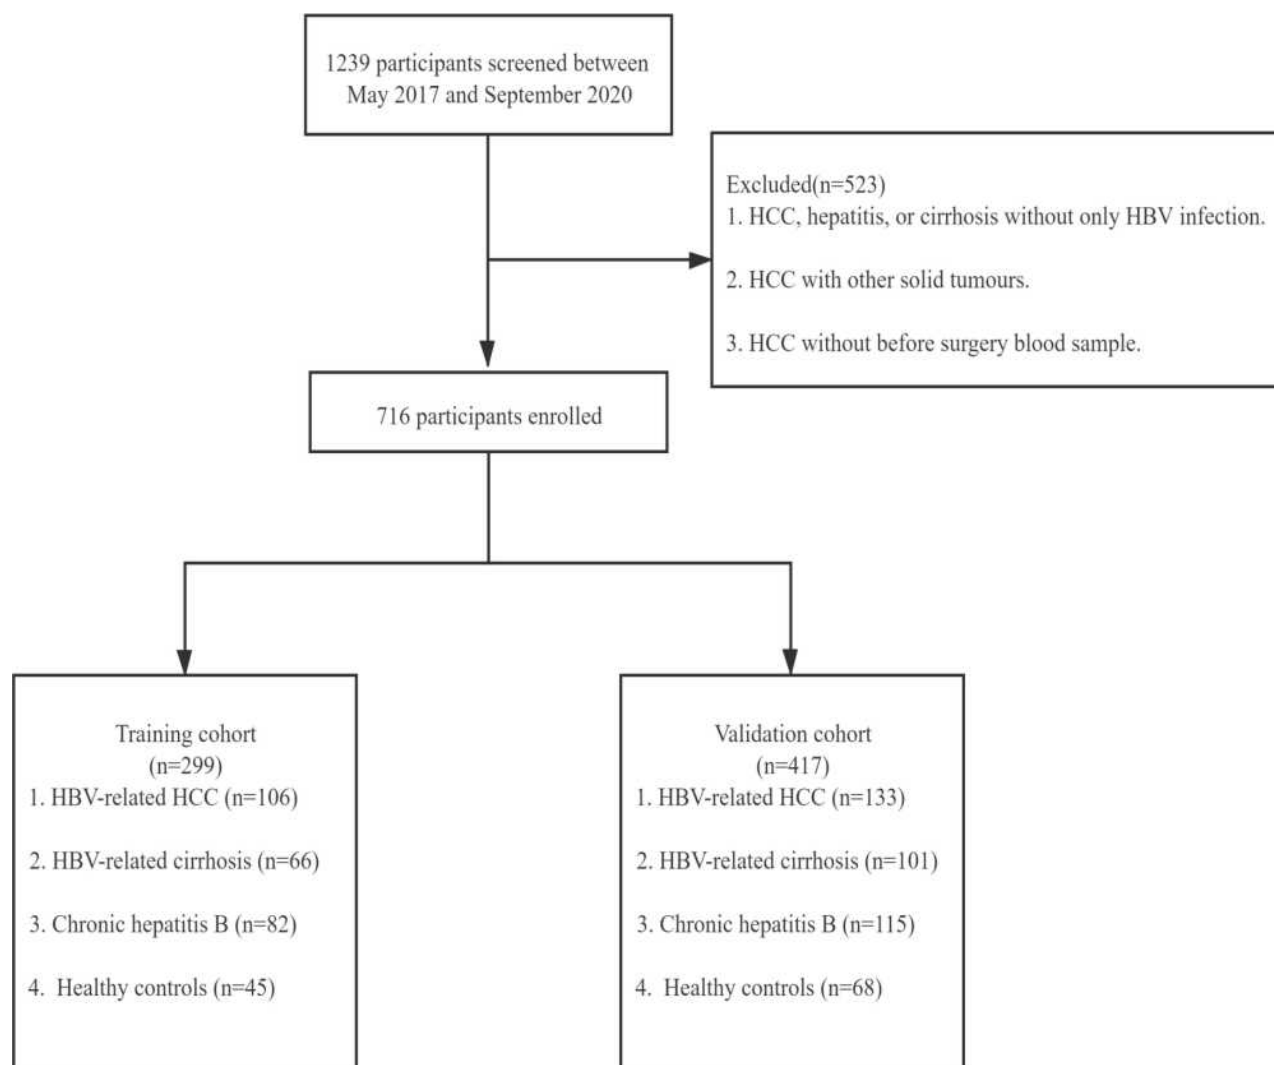 1239 participants screened between
May 2017 and September 2020
Excluded(n=523)
1. HCC, hepatitis, or cirrhosis without only HBV infection.
2. HCC with other solid tumours.
3. HCC without before surgery blood sample.
716 participants enrolled
Training cohort
(n=299)
1. HBV-related HCC (n=106)
2. HBV-related cirrhosis (n=66)
3. Chronic hepatitis B (n=82)
4. Healthy controls (n=45)
Validation cohort
(n=417)
1. HBV-related HCC (n=133)
2. HBV-related cirrhosis (n=101)
3. Chronic hepatitis B (n=115)
4. Healthy controls (n=68)